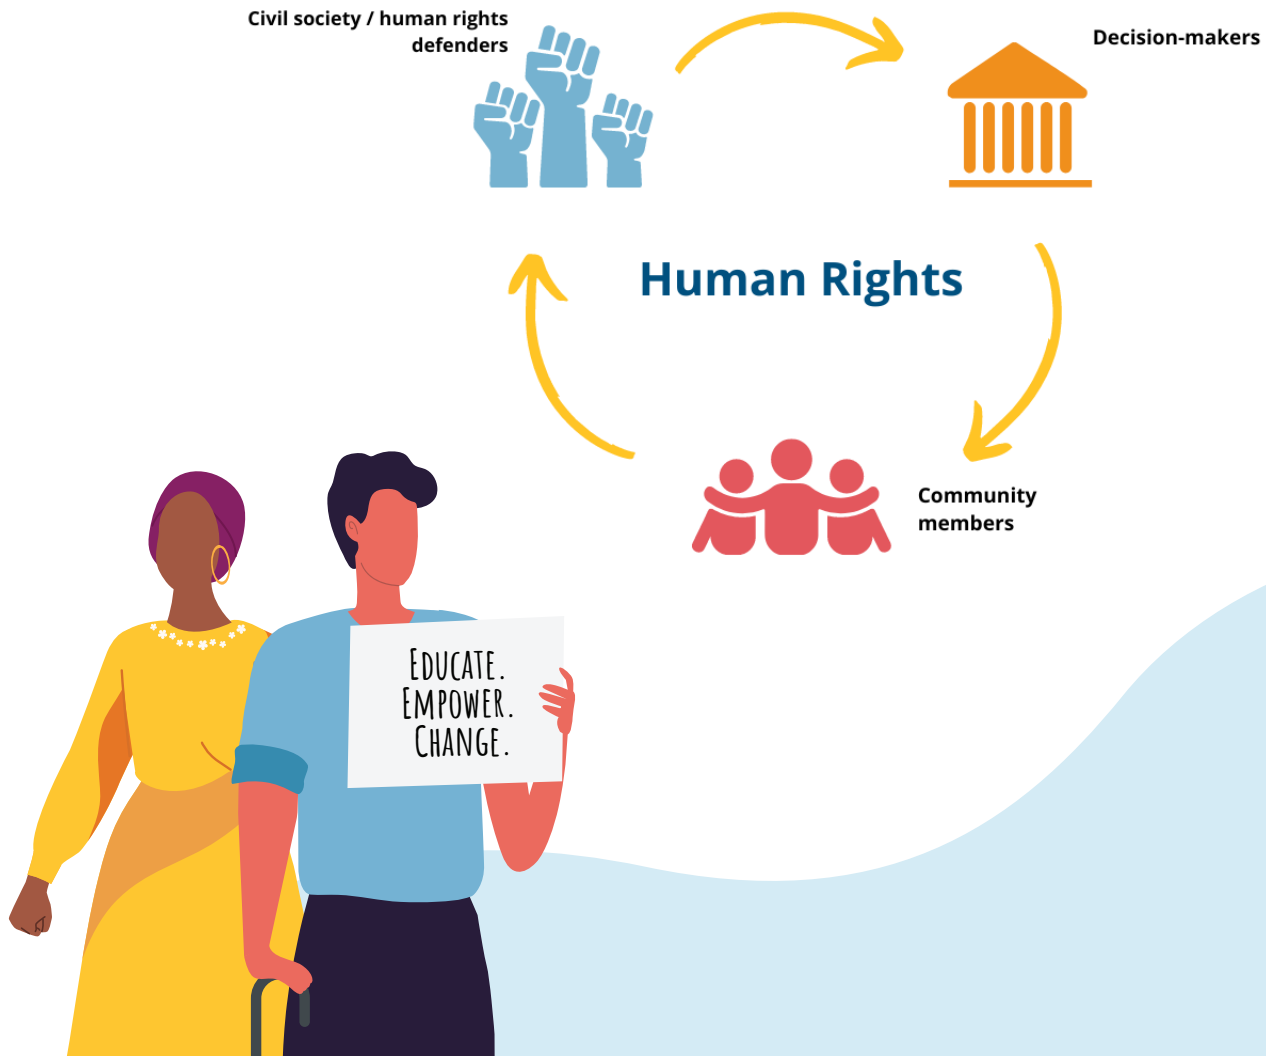 Civil society / human rights
defenders
Decision-makers
Human Rights
Community
members
EDUCATE.
EMPOWER.
CHANGE.